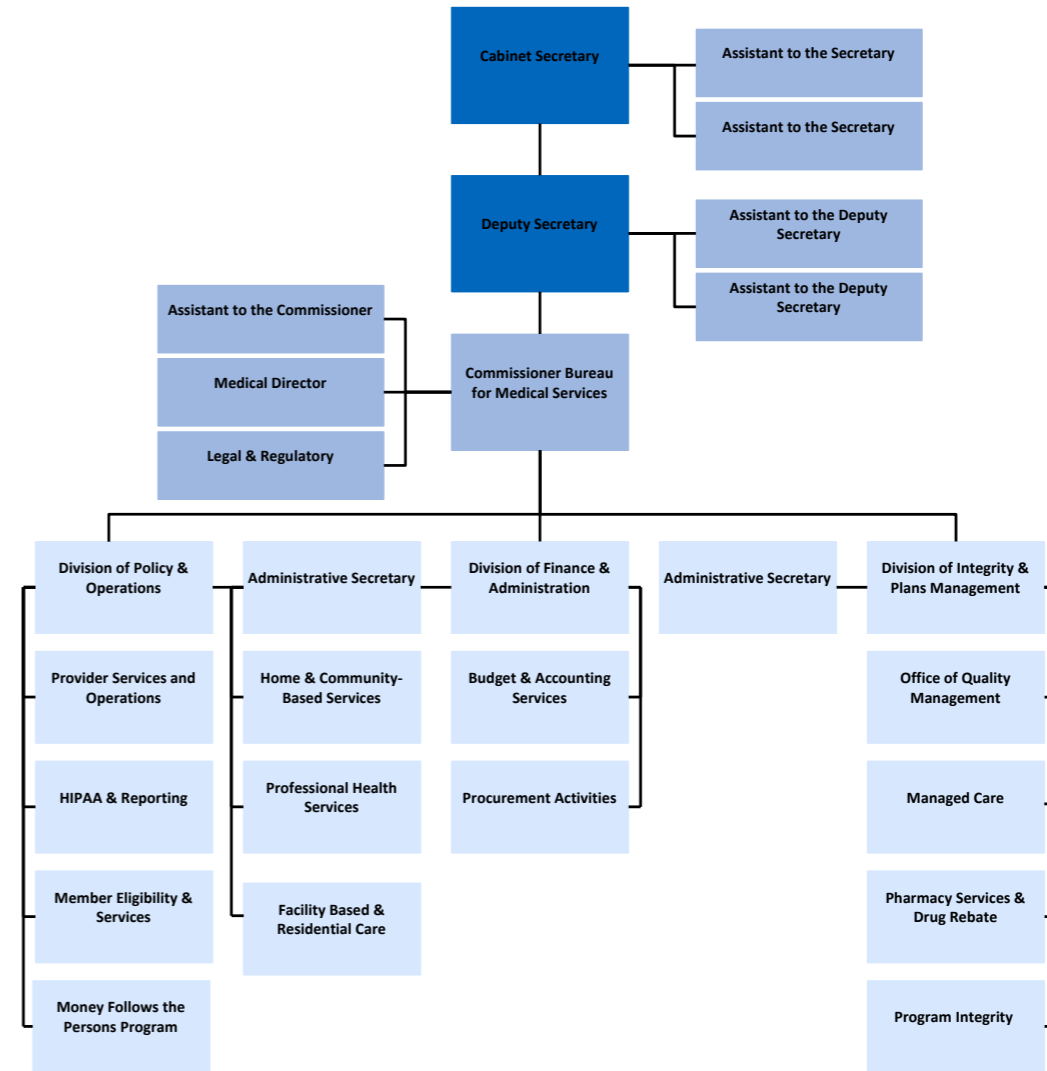 Cabinet Secretary
Assistant to the Secretary
Assistant to the Secretary
Deputy Secretary
Assistant to the Deputy
Secretary
Assistant to the Deputy
Secretary
Assistant to the Commissioner
Medical Director
Legal & Regulatory
Commissioner Bureau
for Medical Services
Division of Policy &
Operations
Administrative Secretary
Division of Finance &
Administration
Administrative Secretary
Division of Integrity &
Plans Management
Provider Services and
Operations
Home & Community-
Based Services
Budget & Accounting
Services
Office of Quality
Management
HIPAA & Reporting
Professional Health
Services
Procurement Activities
Managed Care
Member Eligibility &
Services
Facility Based &
Residential Care
Pharmacy Services &
Drug Rebate
Money Follows the
Persons Program
Program Integrity